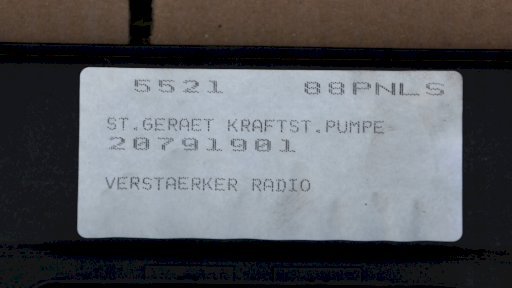 5521 88PNLS
ST.GERAET KRAFTST.PUMPE
20791901
VERSTAERKER RADIO